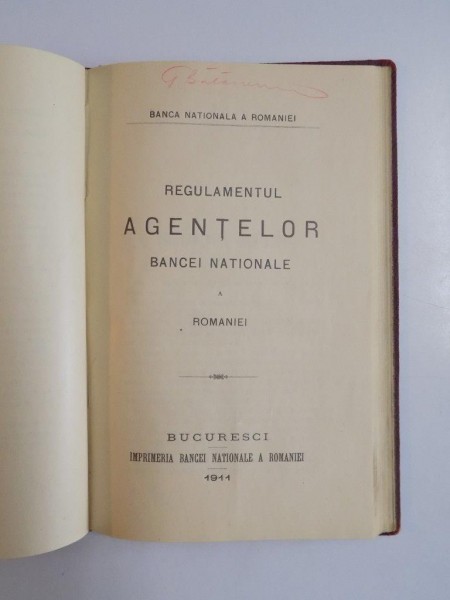 BANCA NATIONALA A ROMANIEI
REGULAMENTUL
AGENȚELOR
BANCEI NATIONALE
A
ROMANIEI
BUCURESCI
IMPRIMERIA BANCEI NATIONALE A ROMANIEI
1911